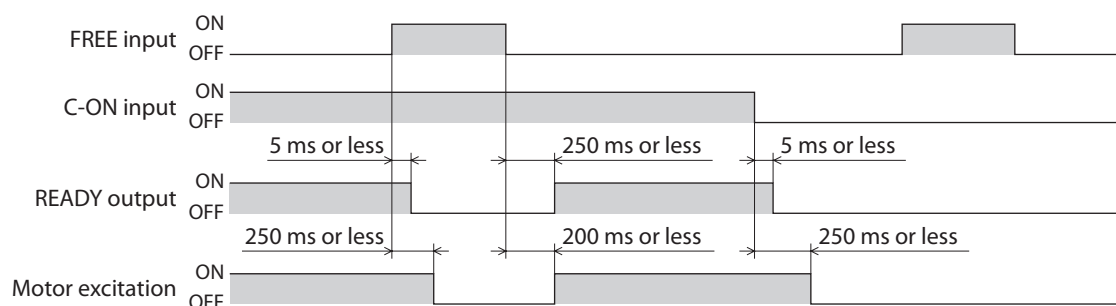 ON
FREE input
OFF
ON
C-ON input
OFF
5 ms or less 250 ms or less 5 ms or less
ON
READY output
OFF
250 ms or less 200 ms or less 250 ms or less
ON
Motor excitation
OFF